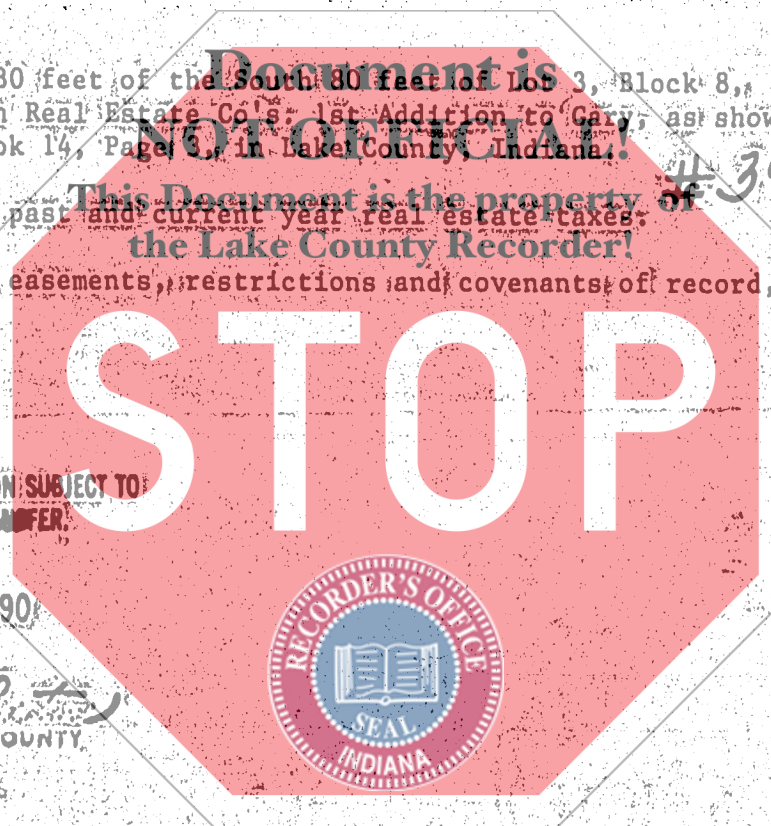 Document is
80 feet of the South 80 feet of Lot 3, Block 8,
Real Estate Co's. 1st Addition to Gary, as show
NOT OFFICIAL!
ok 14, Page 3, in Lake County, Indiana.
This Document is the property of
past and current year real estate taxes.
the Lake County Recorder!
easements, restrictions and covenants of record,
STOP
N SUBJECT TO
FER.
90
OUNTY
RECORDER'S OFFICE
SEAL
INDIANA